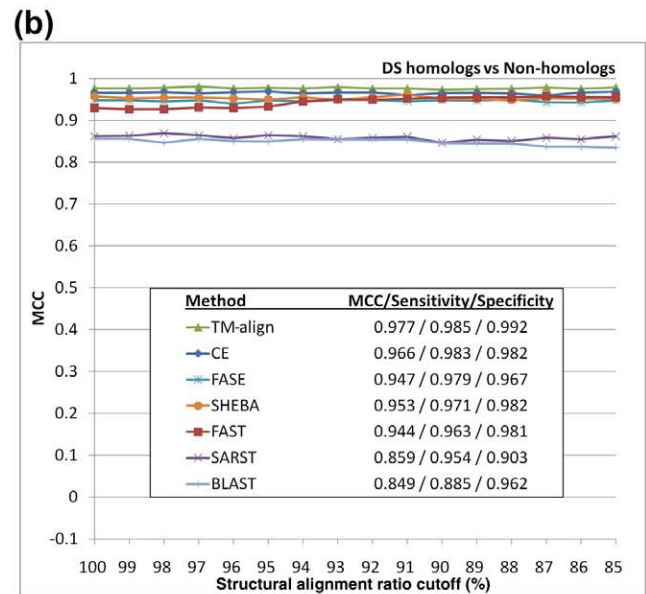 (b)
DS homologs vs Non-homologs
1
0.9
0.8
0.7
0.6
0.5
0.4
0.3
0.2
0.1
0
-0.1
MCC
Method MCC/Sensitivity/Specificity
TM-align 0.977 / 0.985 / 0.992
CE 0.966 / 0.983 / 0.982
FASE 0.947 / 0.979 / 0.967
SHEBA 0.953 / 0.971 / 0.982
FAST 0.944 / 0.963 / 0.981
SARST 0.859 / 0.954 / 0.903
BLAST 0.849 / 0.885 / 0.962
100 99 98 97 96 95 94 93 92 91 90 89 88 87 86 85
Structural alignment ratio cutoff (%)